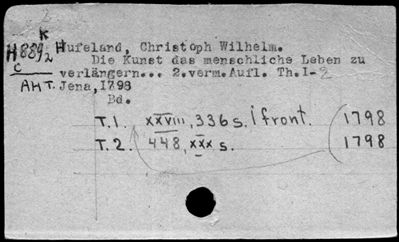 K
H889₂ Hufeland, Christoph Wilhelm.
Die Kunst das menschliche Leben zu
C verlängern... 2.verm.Aufl. Th.I-2
AHT. Jena, 1798
Bd.
T.1. xxviii, 336 s. 1 front. 1798
T.2. 448, xxx s. 1798